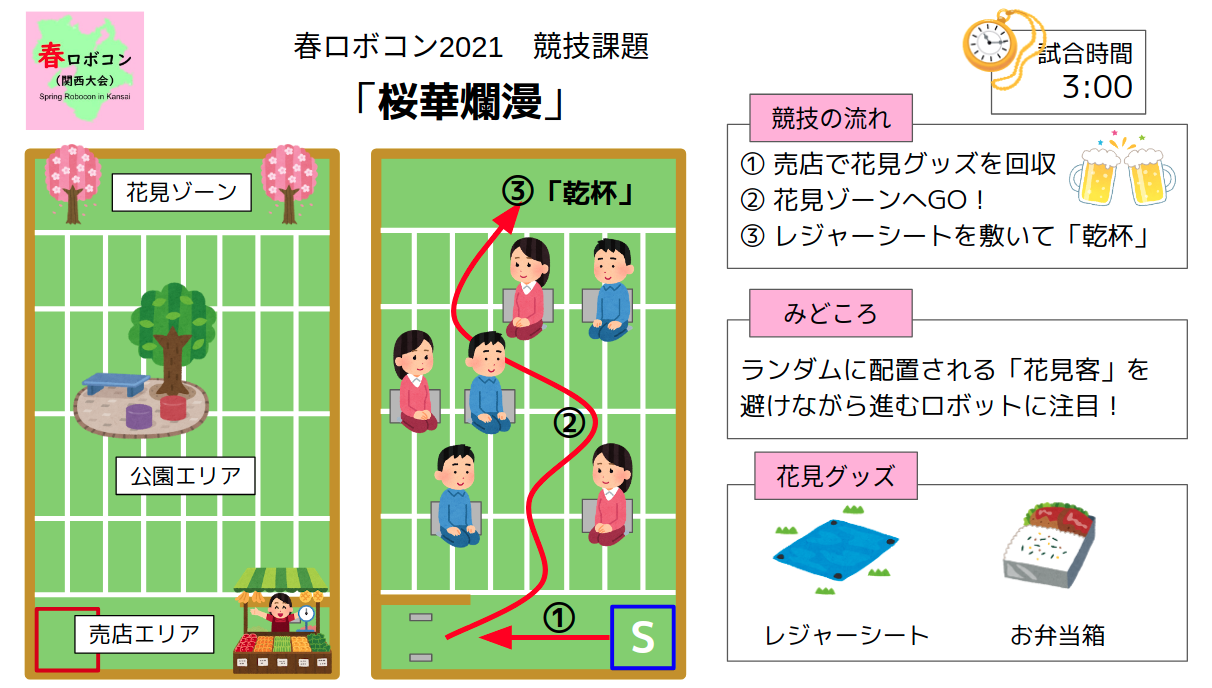 春ロボコン
（関西大会）
Spring Robocon in Kansai
春ロボコン2021　競技課題
「桜華爛漫」
試合時間
3:00
花見ゾーン
公園エリア
売店エリア
③「乾杯」
②
①
S
競技の流れ
① 売店で花見グッズを回収
② 花見ゾーンへGO！
③ レジャーシートを敷いて「乾杯」
みどころ
ランダムに配置される「花見客」を
避けながら進むロボットに注目！
花見グッズ
レジャーシート
お弁当箱